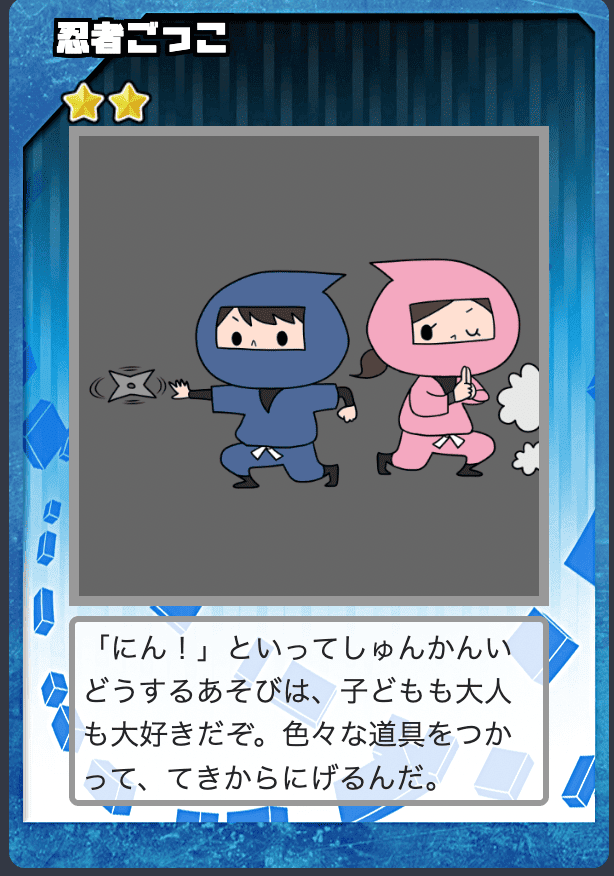 忍者ごっこ
「にん！」といってしゅんかんい
どうするあそびは、子どもも大人
も大好きだぞ。色々な道具をつか
って、てきからにげるんだ。